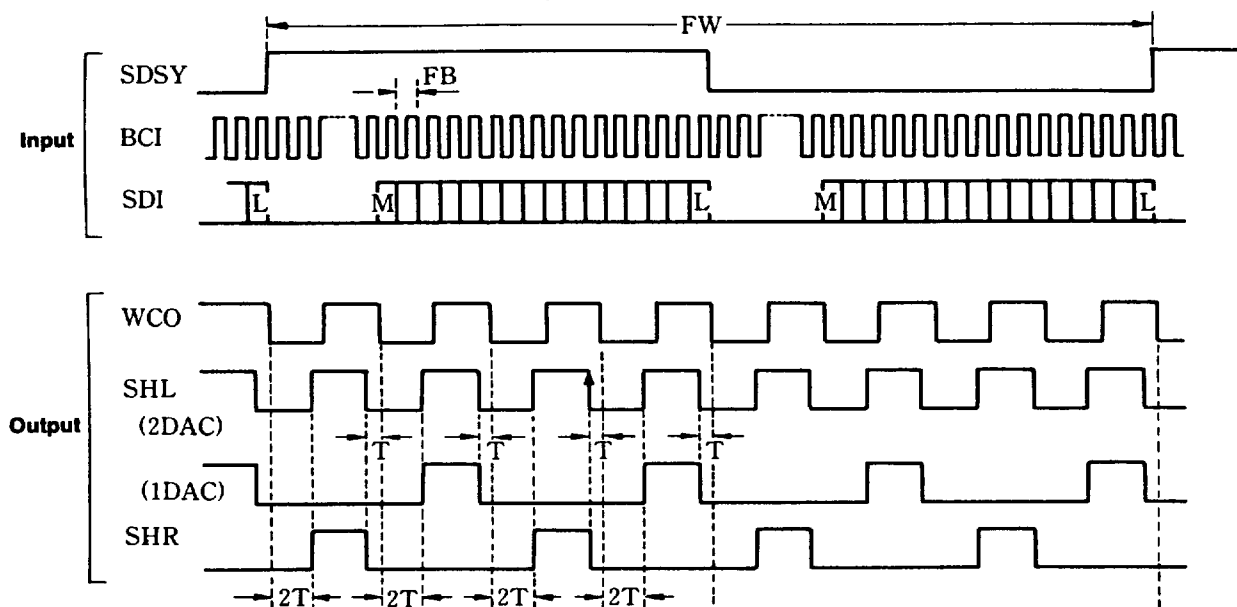 FW
SDSY
FB
Input
BCI
SDI
L M L M L
WCO
SHL
Output
(2DAC)
T T T T
(1DAC)
SHR
2T 2T 2T 2T